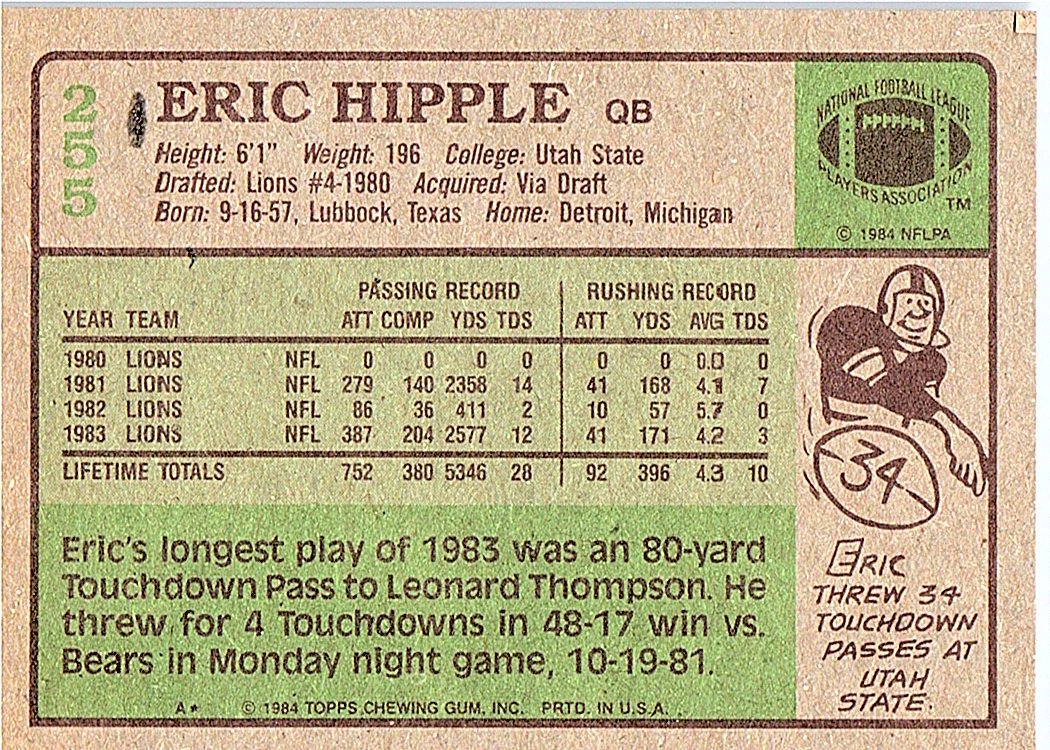 255
ERIC HIPPLE QB
Height: 6'1" Weight: 196 College: Utah State
Drafted: Lions #4-1980 Acquired: Via Draft
Born: 9-16-57, Lubbock, Texas Home: Detroit, Michigan
NATIONAL FOOTBALL LEAGUE
PLAYERS ASSOCIATION
TM
© 1984 NFLPA
PASSING RECORD RUSHING RECORD
YEAR TEAM ATT COMP YDS TDS ATT YDS AVG TDS
1980 LIONS NFL 0 0 0 0 0 0 0.0 0
1981 LIONS NFL 279 140 2358 14 41 168 4.1 7
1982 LIONS NFL 86 36 411 2 10 57 5.7 0
1983 LIONS NFL 387 204 2577 12 41 171 4.2 3
LIFETIME TOTALS 752 380 5346 28 92 396 4.3 10
34
Eric's longest play of 1983 was an 80-yard
Touchdown Pass to Leonard Thompson. He
threw for 4 Touchdowns in 48-17 win vs.
Bears in Monday night game, 10-19-81.
ERIC
THREW 34
TOUCHDOWN
PASSES AT
UTAH
STATE.
A* © 1984 TOPPS CHEWING GUM, INC. PRTD. IN U.S.A.